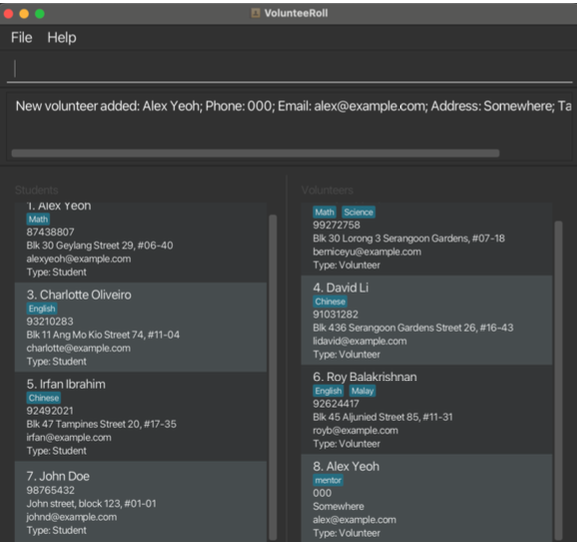 VolunteeRoll
File Help
New volunteer added: Alex Yeoh; Phone: 000; Email: alex@example.com; Address: Somewhere; Ta
Students
1. Alex Yeoh
Math
87438807
Blk 30 Geylang Street 29, #06-40
alexyeoh@example.com
Type: Student
3. Charlotte Oliveiro
English
93210283
Blk 11 Ang Mo Kio Street 74, #11-04
charlotte@example.com
Type: Student
5. Irfan Ibrahim
Chinese
92492021
Blk 47 Tampines Street 20, #17-35
irfan@example.com
Type: Student
7. John Doe
98765432
John street, block 123, #01-01
johnd@example.com
Type: Student
Volunteers
Math Science
99272758
Blk 30 Lorong 3 Serangoon Gardens, #07-18
berniceyu@example.com
Type: Volunteer
4. David Li
Chinese
91031282
Blk 436 Serangoon Gardens Street 26, #16-43
lidavid@example.com
Type: Volunteer
6. Roy Balakrishnan
English Malay
92624417
Blk 45 Aljunied Street 85, #11-31
royb@example.com
Type: Volunteer
8. Alex Yeoh
mentor
000
Somewhere
alex@example.com
Type: Volunteer